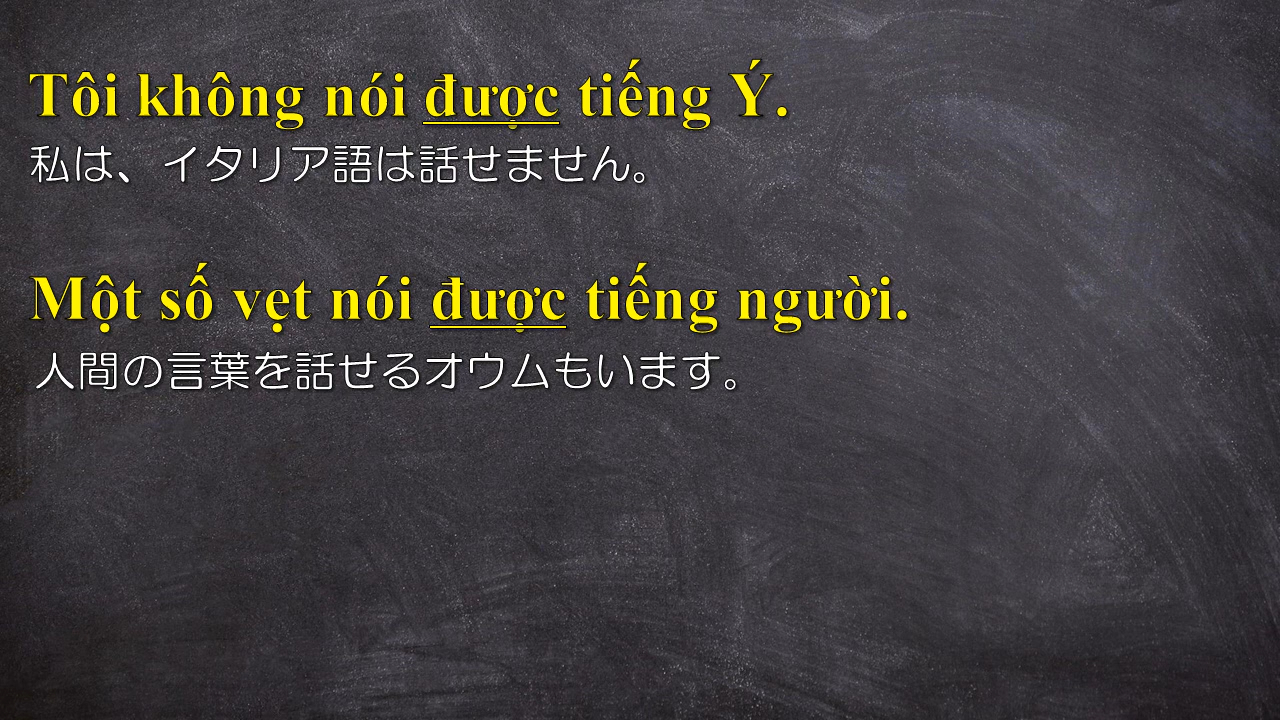 Tôi không nói được tiếng Ý.
私は、イタリア語は話せません。
Một số vẹt nói được tiếng người.
人間の言葉を話せるオウムもいます。